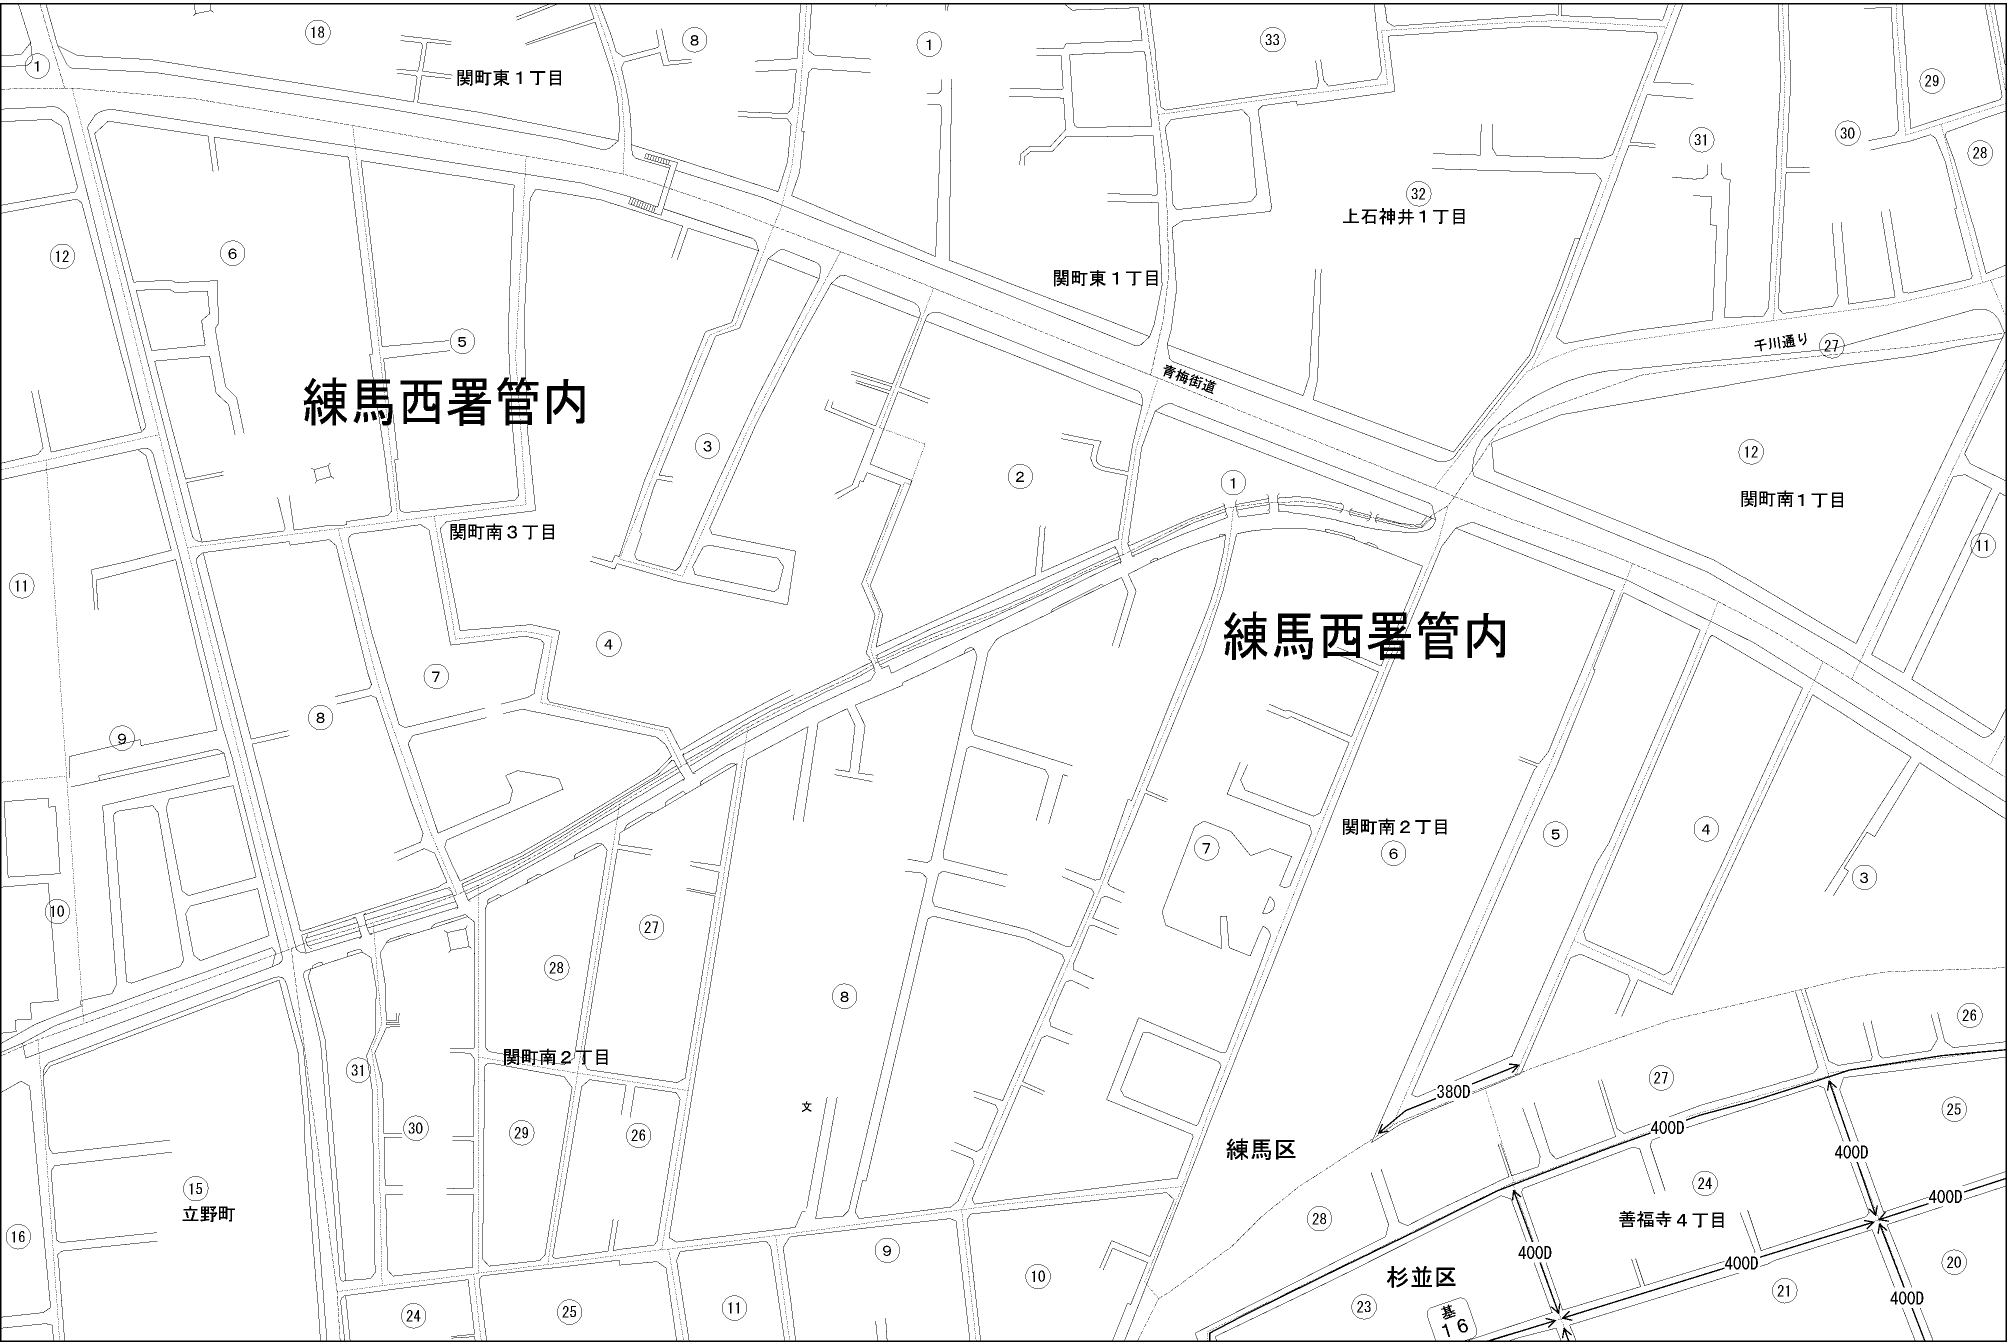 18
8
1
33
1
関町東1丁目
29
31
30
28
32
上石神井1丁目
12
6
関町東1丁目
5
千川通り
27
青梅街道
練馬西署管内
3
2
1
12
関町南1丁目
関町南3丁目
11
11
練馬西署管内
4
7
8
9
関町南2丁目
5
4
6
7
3
10
27
28
8
26
関町南2丁目
31
27
380D
文
25
30
29
26
400D
練馬区
400D
24
15
立野町
400D
28
善福寺4丁目
16
9
400D
400D
20
10
杉並区
21
400D
24
25
11
23
基
16